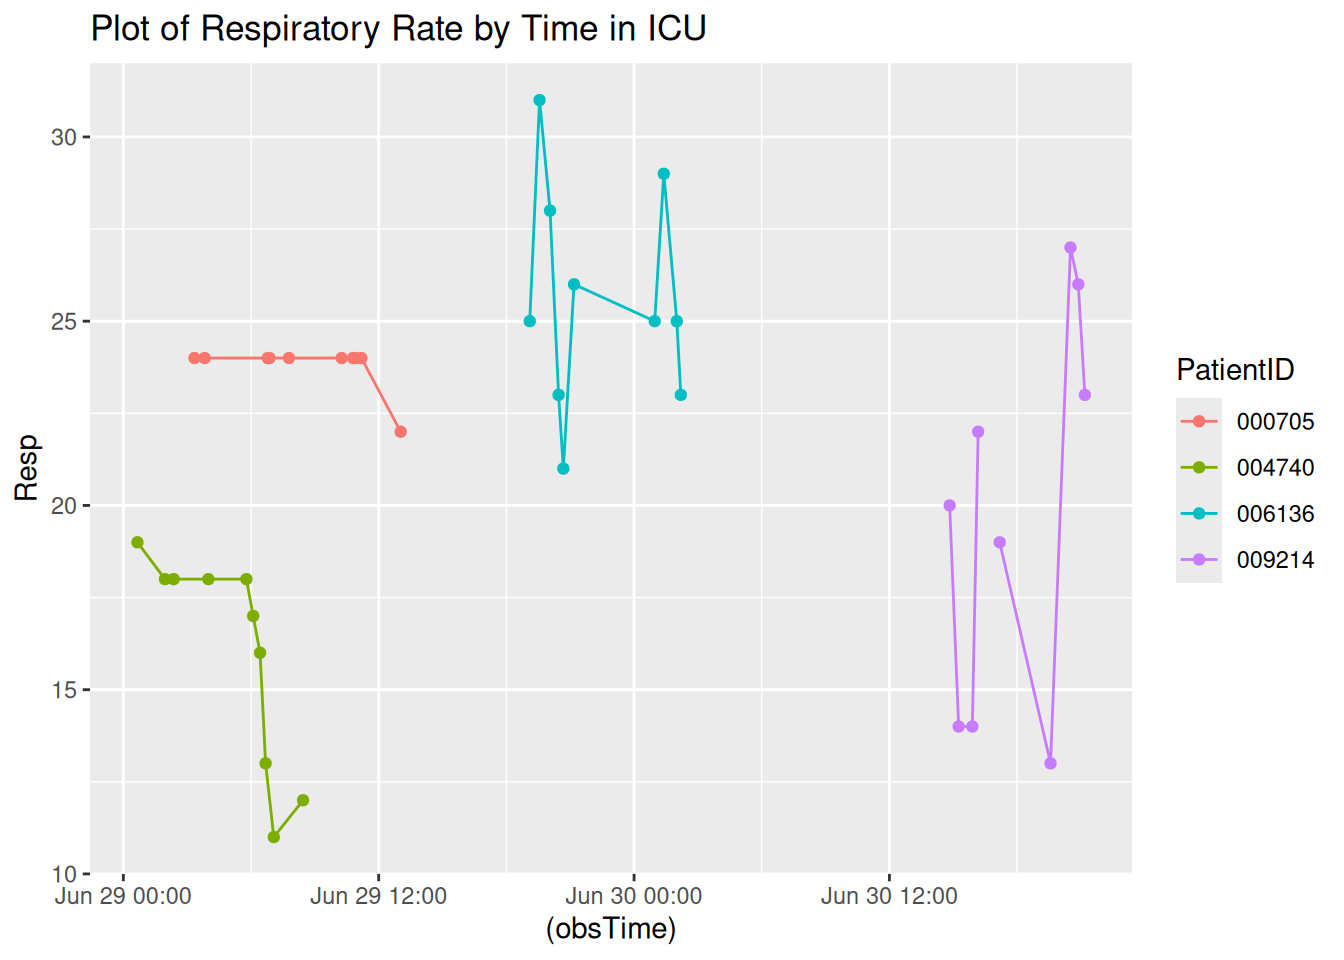 Plot of Respiratory Rate by Time in ICU
30
25
20
15
10
Resp
Jun 29 00:00 Jun 29 12:00 Jun 30 00:00 Jun 30 12:00
(obsTime)
PatientID
000705
004740
006136
009214